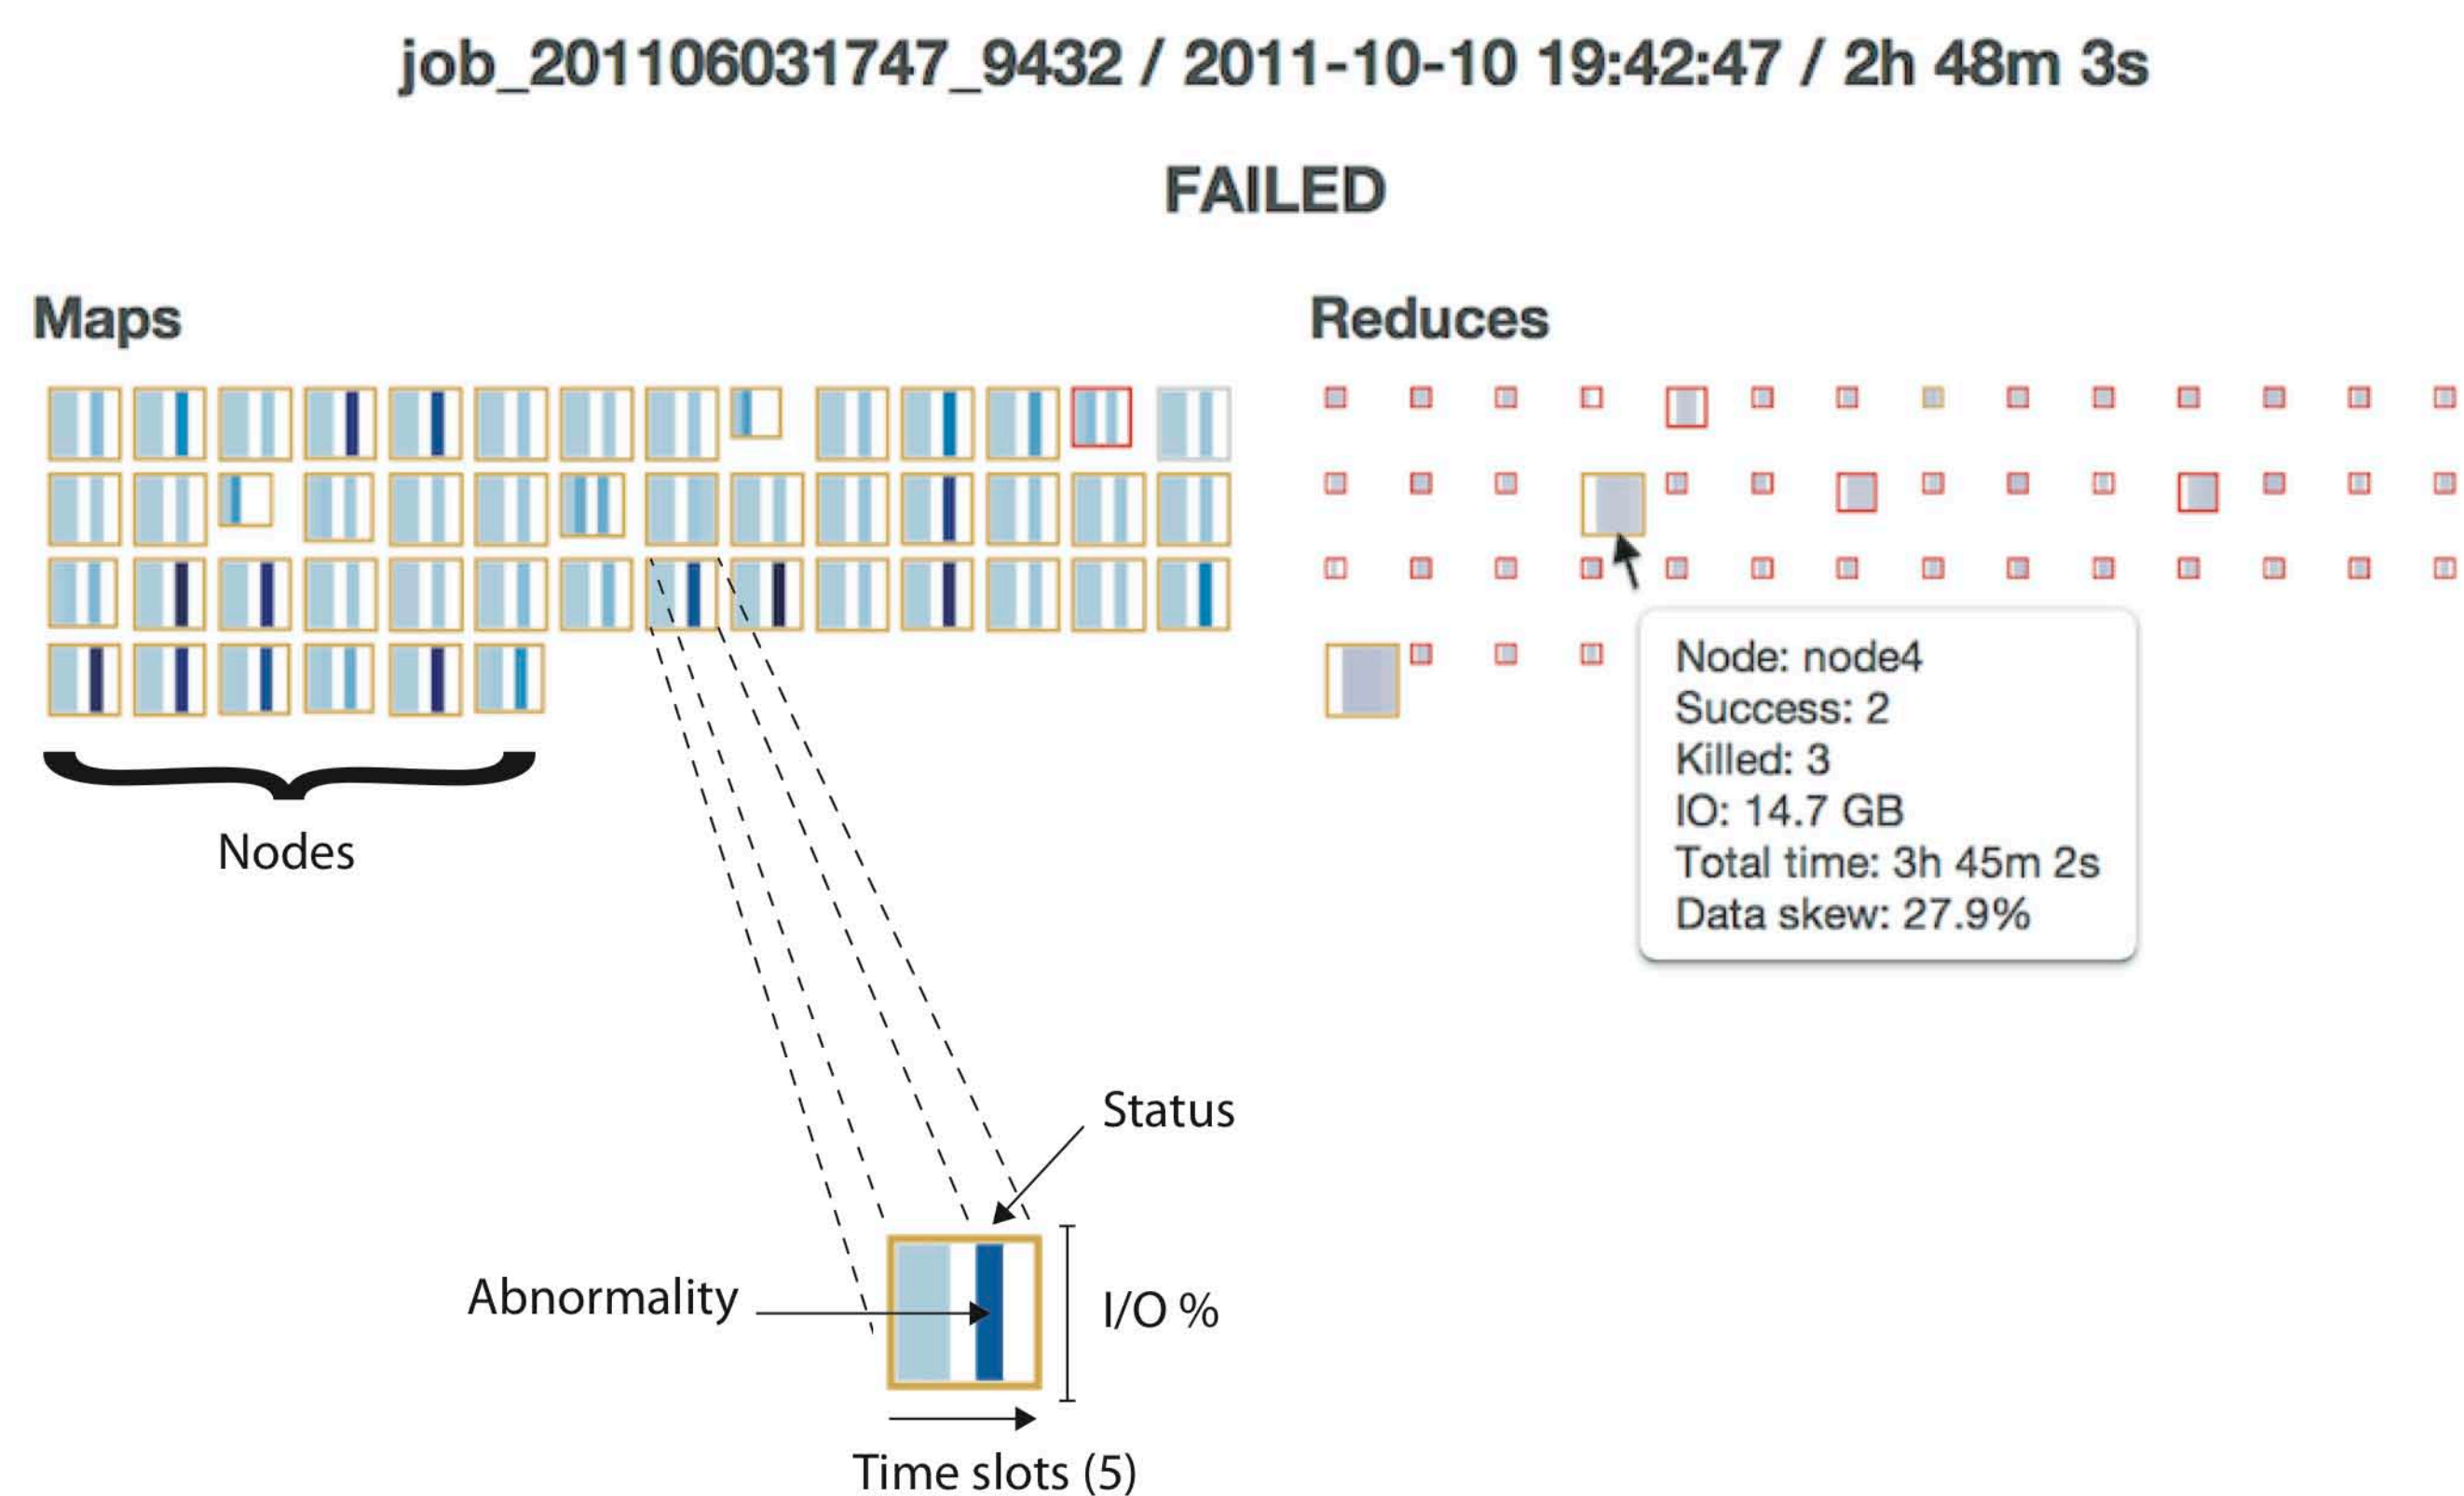 job_201106031747_9432 / 2011-10-10 19:42:47 / 2h 48m 3s
FAILED
Maps
Reduces
Node: node4
Success: 2
Killed: 3
IO: 14.7 GB
Total time: 3h 45m 2s
Data skew: 27.9%
Nodes
Status
Abnormality
I/O %
Time slots (5)